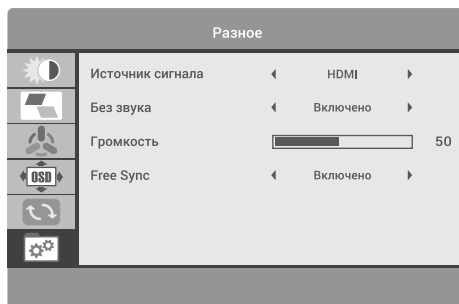 Разное
Источник сигнала HDMI
Без звука Включено
Громкость 50
OSD
Free Sync Включено